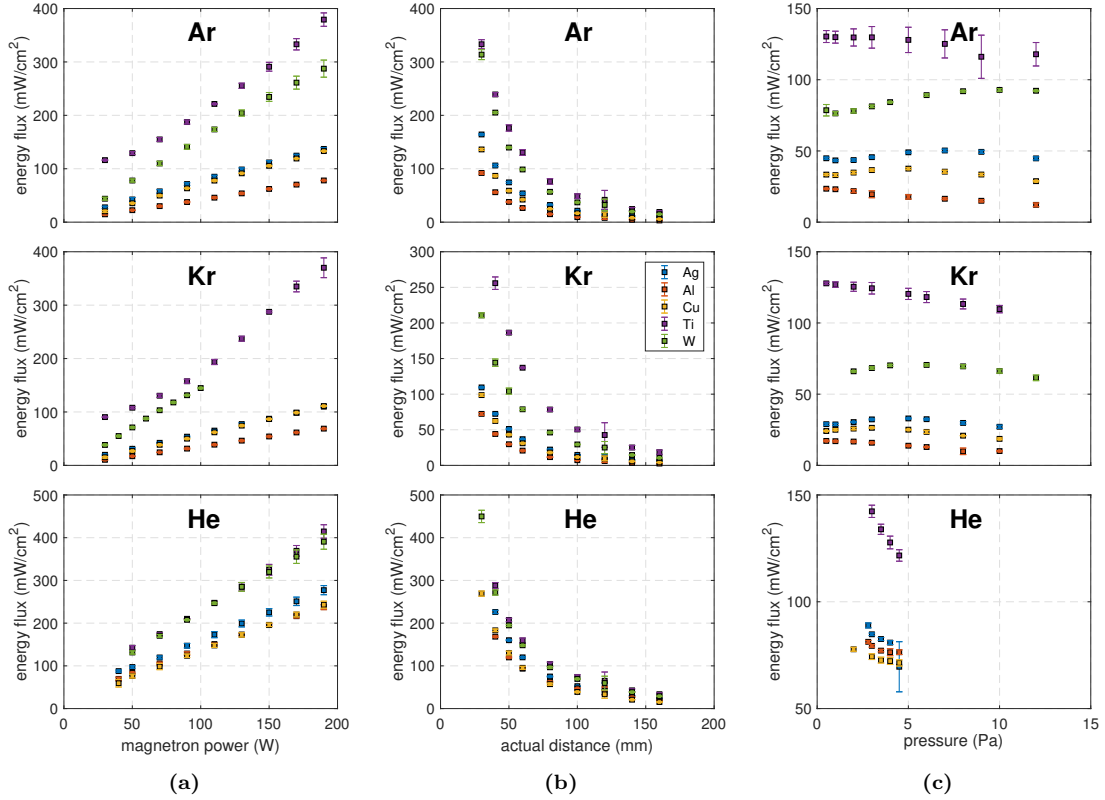 400
300
200
100
0
energy flux (mW/cm²)
Ar
400
300
200
100
0
energy flux (mW/cm²)
Ar
150
100
50
0
energy flux (mW/cm²)
Ar
400
300
200
100
0
energy flux (mW/cm²)
Kr
300
250
200
150
100
50
0
energy flux (mW/cm²)
Kr
Ag
Al
Cu
Ti
W
150
100
50
0
energy flux (mW/cm²)
Kr
500
400
300
200
100
0
energy flux (mW/cm²)
He
0 50 100 150 200
magnetron power (W)
500
400
300
200
100
0
energy flux (mW/cm²)
He
0 50 100 150 200
actual distance (mm)
150
100
50
energy flux (mW/cm²)
He
0 5 10 15
pressure (Pa)
(a)
(b)
(c)